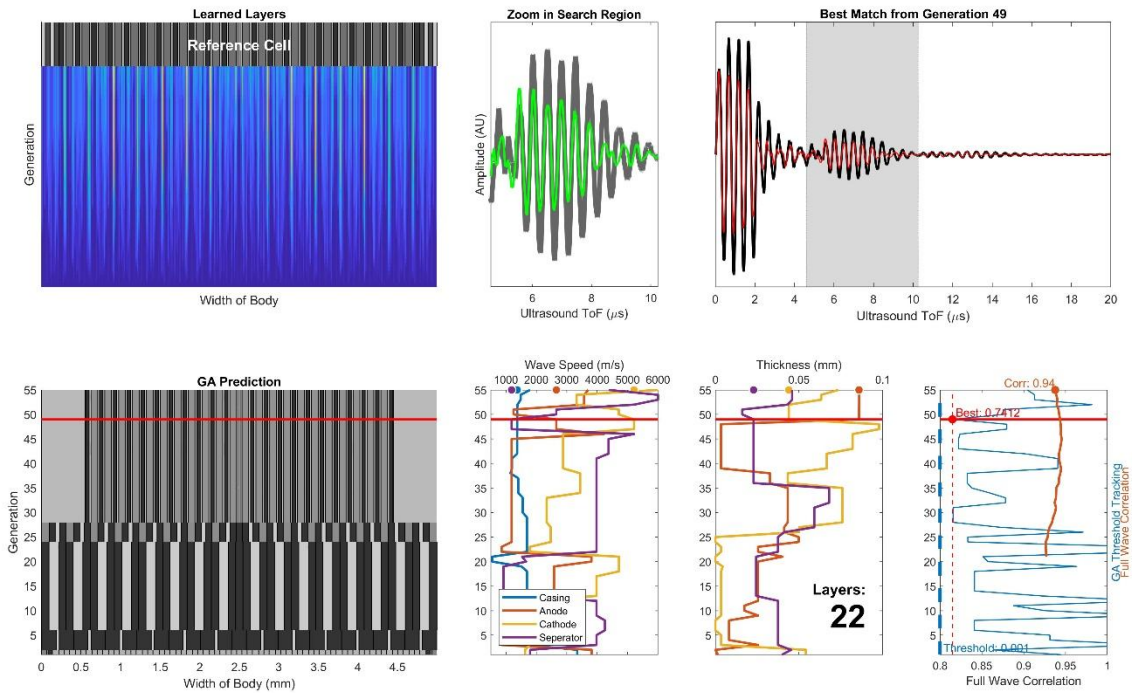 Learned Layers
Reference Cell
Generation
Width of Body
Zoom in Search Region
Amplitude (AU)
6 7 8 9 10
Ultrasound ToF (μs)
Best Match from Generation 49
0 2 4 6 8 10 12 14 16 18 20
Ultrasound ToF (μs)
GA Prediction
Generation
55
50
45
40
35
30
25
20
15
10
5
0 0.5 1 1.5 2 2.5 3 3.5 4 4.5
Width of Body (mm)
Wave Speed (m/s)
1000 2000 3000 4000 5000 6000
55
50
45
40
35
30
25
20
15
10
5
Casing
Anode
Cathode
Seperator
Thickness (mm)
0 0.05 0.1
55
50
45
40
35
30
25
20
15
10
5
Layers:
22
Corr: 0.94
55
50
45
40
35
30
25
20
15
10
5
Best: 0.7412
Threshold: 0.001
0.8 0.85 0.9 0.95 1
Full Wave Correlation
GA Threshold Tracking
Full Wave Correlation